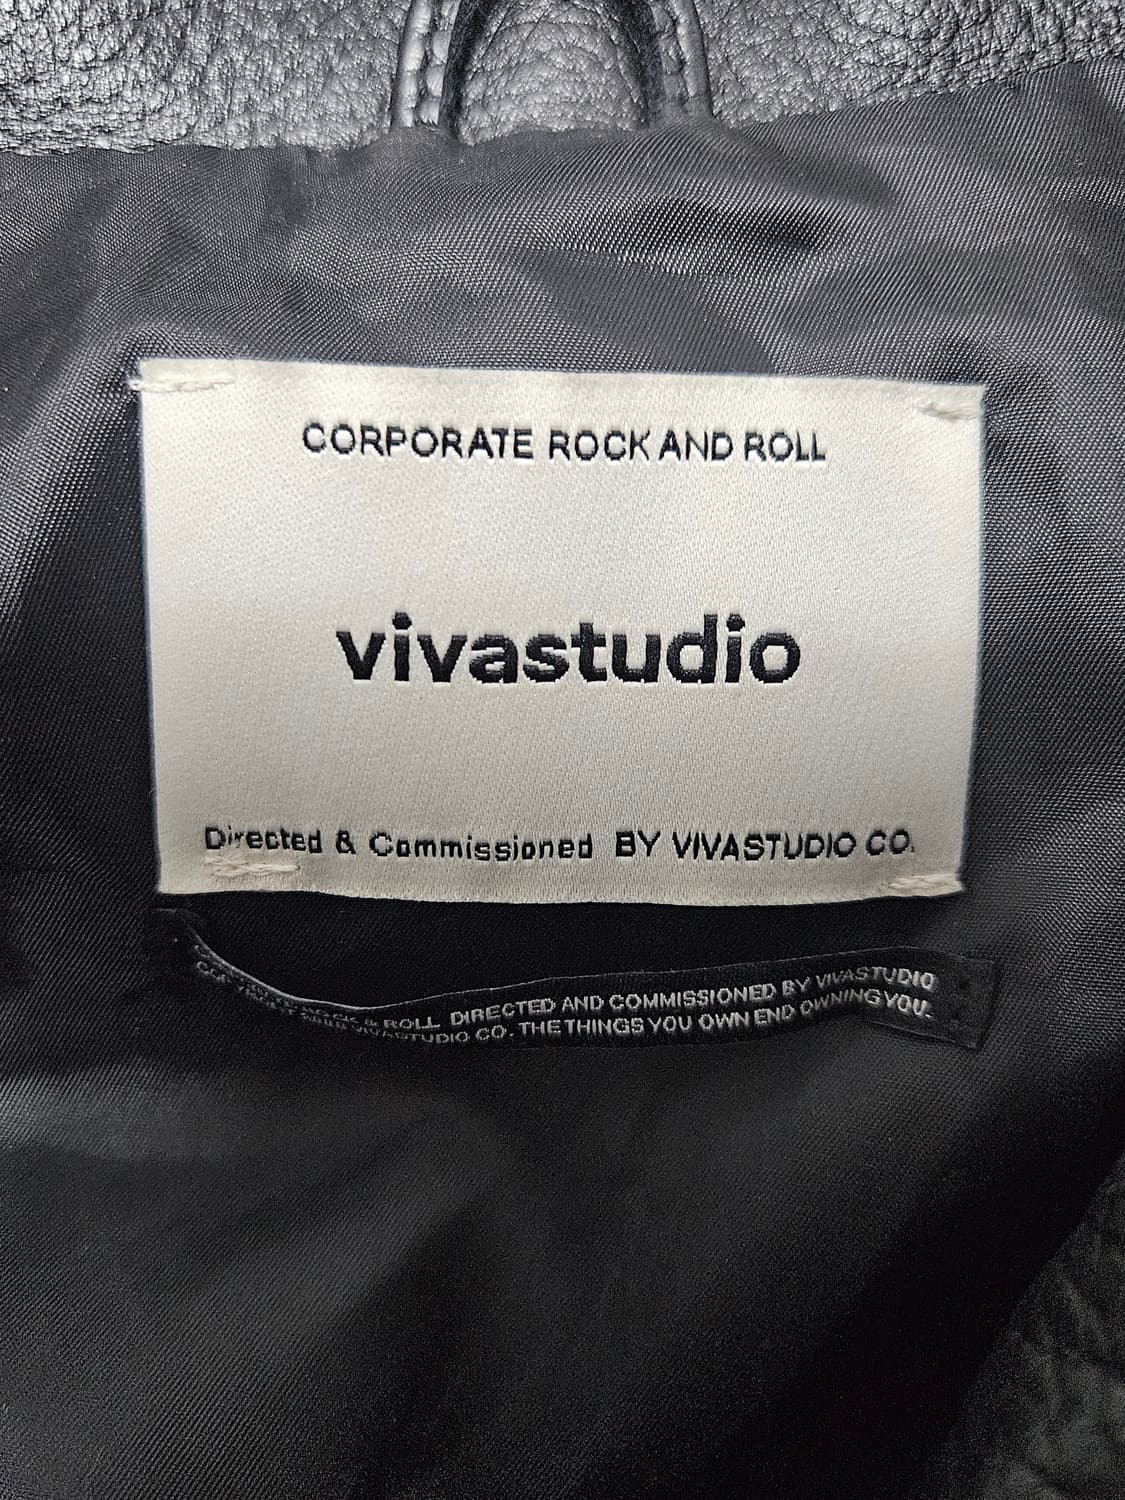 CORPORATE ROCK AND ROLL
vivastudio
Directed & Commissioned BY VIVASTUDIO CO.
ROCK & ROLL DIRECTED AND COMMISSIONED BY VIVASTUDIO
VIVASTUDIO CO. THE THINGS YOU OWN END OWNING YOU.